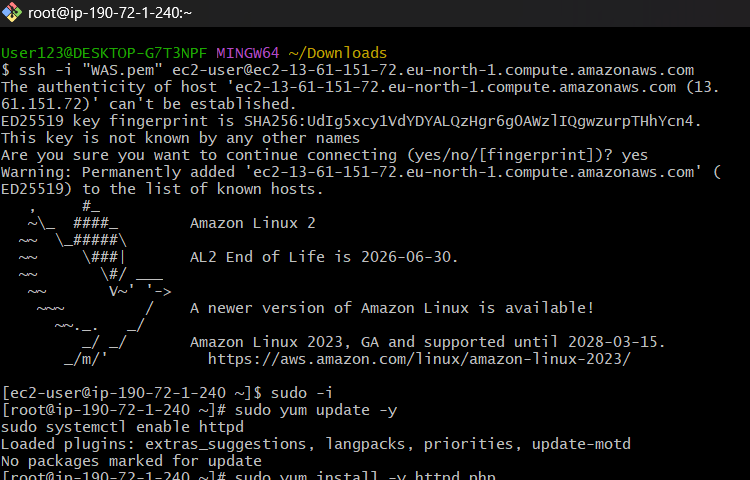 root@ip-190-72-1-240:~
User123@DESKTOP-G7T3NPF MINGW64 ~/Downloads
$ ssh -i "WAS.pem" ec2-user@ec2-13-61-151-72.eu-north-1.compute.amazonaws.com
The authenticity of host 'ec2-13-61-151-72.eu-north-1.compute.amazonaws.com (13.
61.151.72)' can't be established.
ED25519 key fingerprint is SHA256:UdIg5xcy1VdYDYALQzHgr6gOAWzlIQgwzurpTHhYcn4.
This key is not known by any other names
Are you sure you want to continue connecting (yes/no/[fingerprint])? yes
Warning: Permanently added 'ec2-13-61-151-72.eu-north-1.compute.amazonaws.com' (
ED25519) to the list of known hosts.
   ,     #_
   ~\_  ####_        Amazon Linux 2
  ~~  \_#####\
  ~~     \###|       AL2 End of Life is 2026-06-30.
  ~~       \#/ ___
   ~~       V~' '->
    ~~~         /    A newer version of Amazon Linux is available!
      ~~._.   _/
         _/ _/       Amazon Linux 2023, GA and supported until 2028-03-15.
       _/m/'           https://aws.amazon.com/linux/amazon-linux-2023/
[ec2-user@ip-190-72-1-240 ~]$ sudo -i
[root@ip-190-72-1-240 ~]# sudo yum update -y
sudo systemctl enable httpd
Loaded plugins: extras_suggestions, langpacks, priorities, update-motd
No packages marked for update
[root@ip-190-72-1-240 ~]# sudo yum install -y httpd php